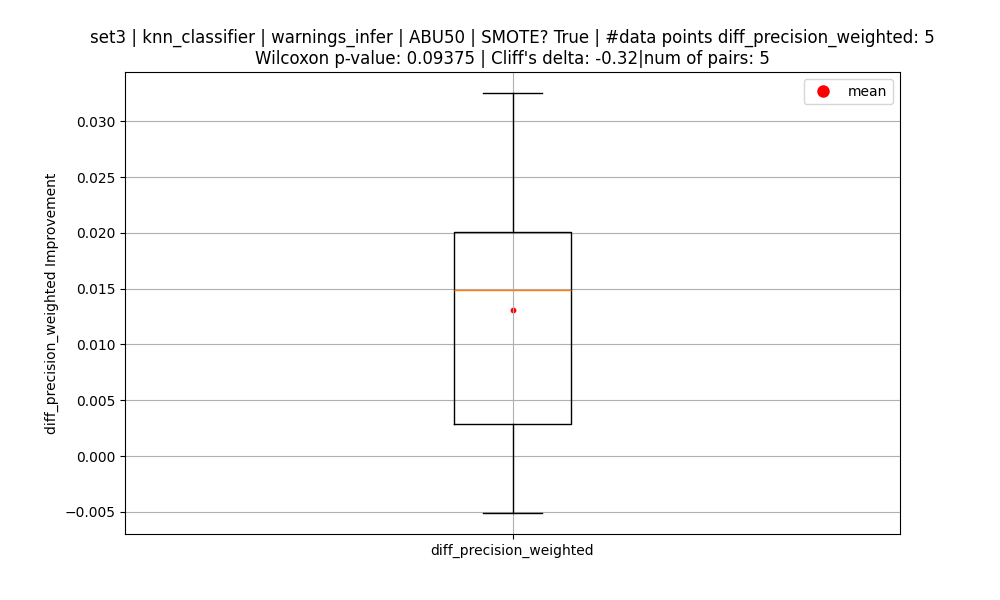 set3 | knn_classifier | warnings_infer | ABU50 | SMOTE? True | #data points diff_precision_weighted: 5
Wilcoxon p-value: 0.09375 | Cliff's delta: -0.32|num of pairs: 5
mean
0.030
0.025
0.020
0.015
0.010
0.005
0.000
−0.005
diff_precision_weighted Improvement
diff_precision_weighted